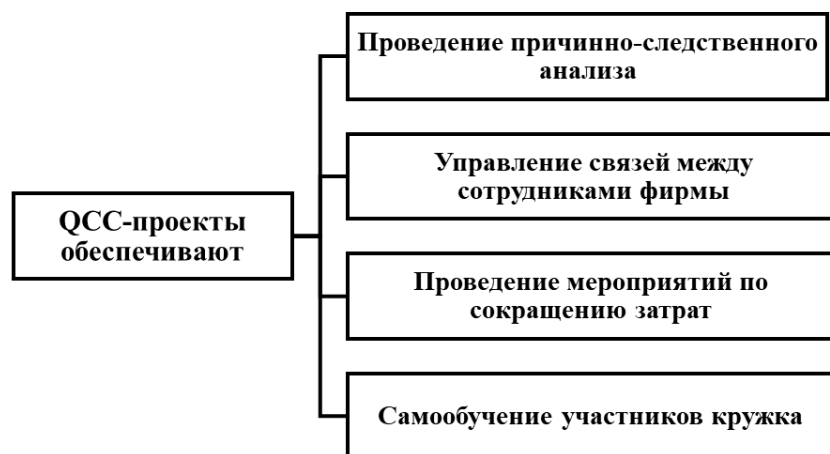 Проведение причинно-следственного
анализа
Управление связей между
сотрудниками фирмы
QCC-проекты
обеспечивают
Проведение мероприятий по
сокращению затрат
Самообучение участников кружка